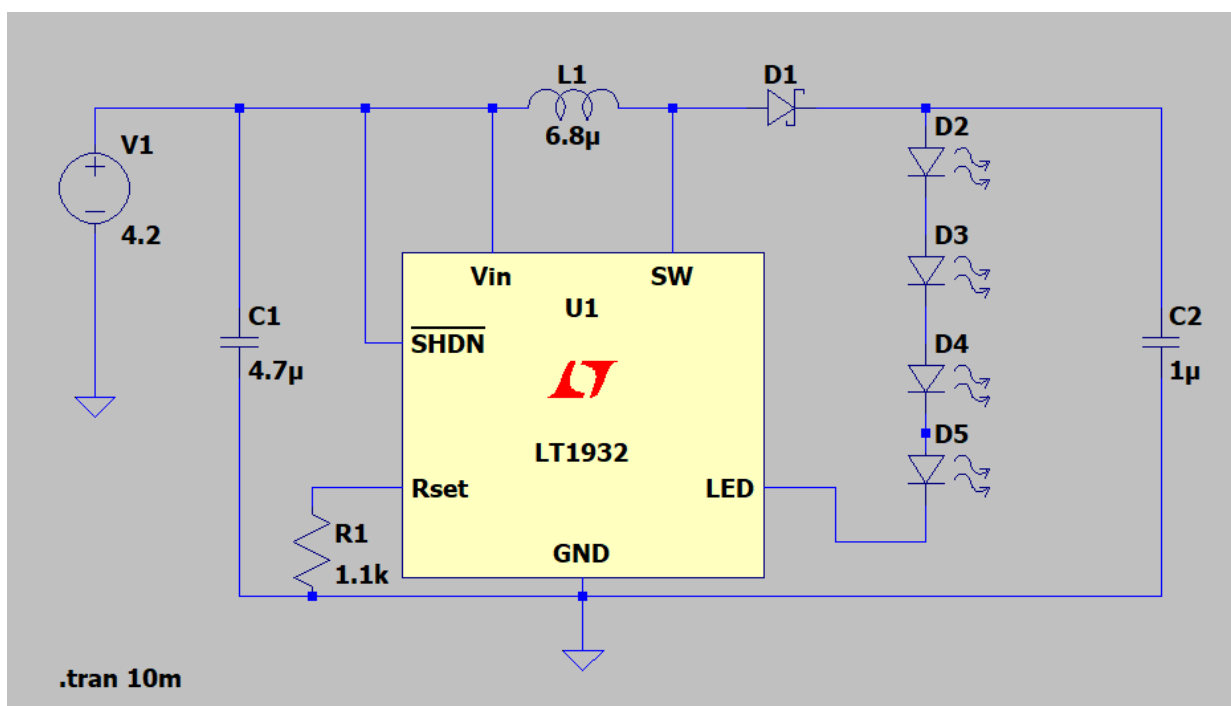 L1
D1
6.8µ
V1
4.2
D2
D3
D4
D5
C1
4.7µ
C2
1µ
Vin
SW
U1
SHDN
LT1932
Rset
LED
GND
R1
1.1k
.tran 10m